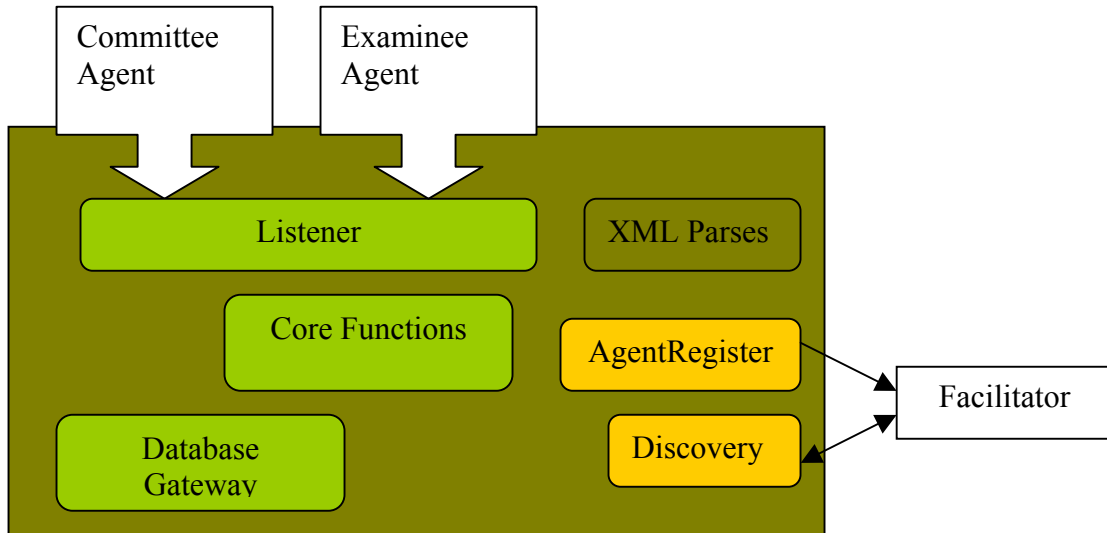 Committee
Agent
Examinee
Agent
Listener
XML Parses
Core Functions
AgentRegister
Facilitator
Database
Gateway
Discovery